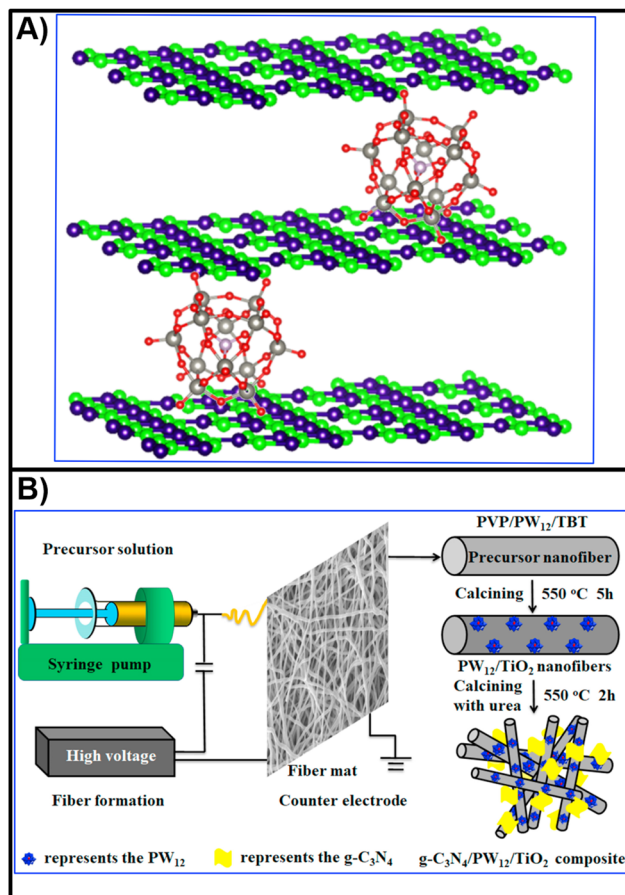 A)
B)
PVP/PW₁₂/TBT
Precursor solution
Precursor nanofiber
Calcining
550 °C 5h
Syringe pump
PW₁₂/TiO₂ nanofibers
Calcining
with urea
550 °C 2h
High voltage
Fiber mat
Fiber formation
Counter electrode
represents the PW₁₂
represents the g-C₃N₄
g-C₃N₄/PW₁₂/TiO₂ composite